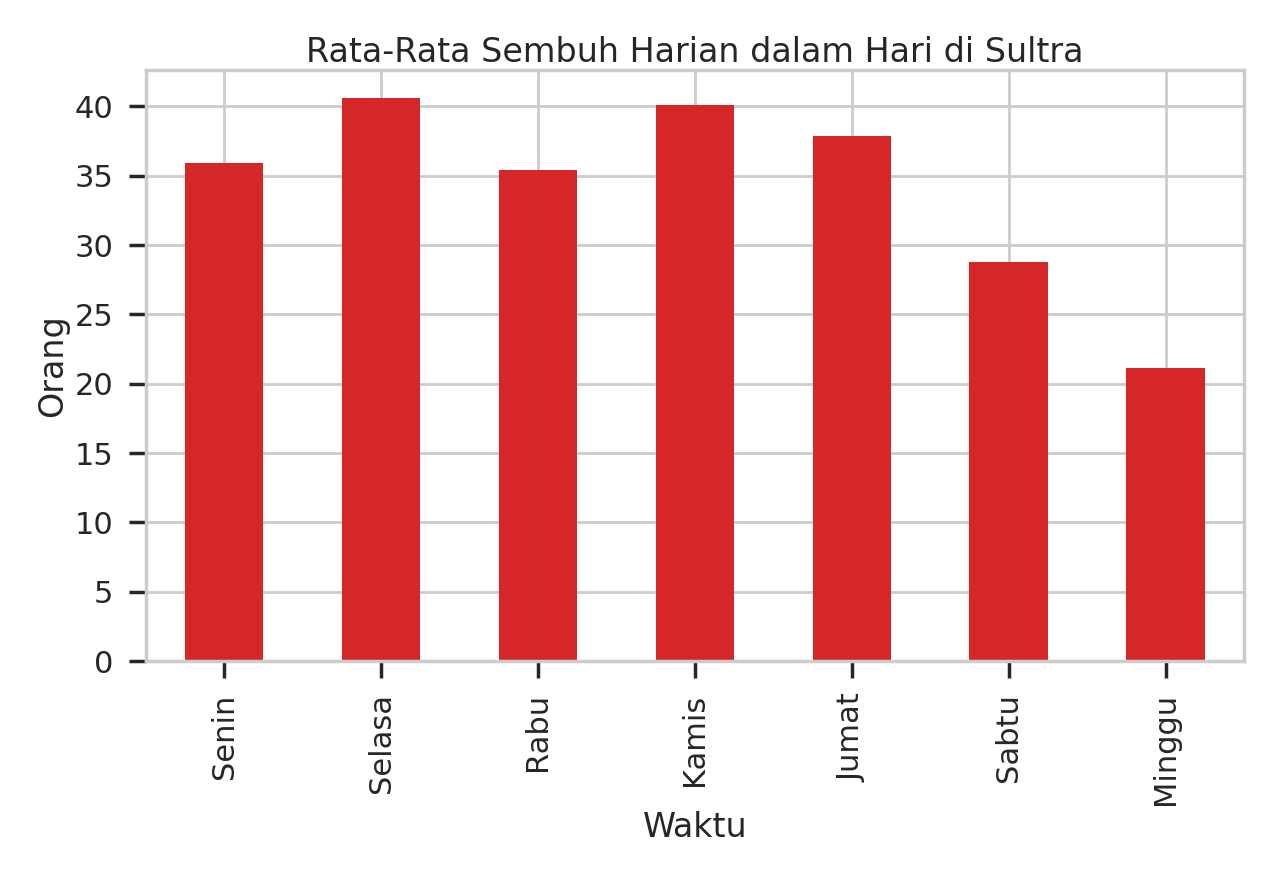 Rata-Rata Sembuh Harian dalam Hari di Sultra
Orang
40
35
30
25
20
15
10
5
0
Senin
Selasa
Rabu
Kamis
Jumat
Sabtu
Minggu
Waktu